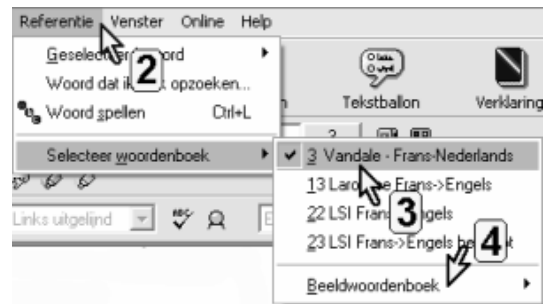 Referentie Venster Online Help
2
Geselecteerd woord
Woord dat ik opzoeken...
Woord spellen Ctrl+L
Tekstballon Verklaring
Selecteer woordenboek
3 Vandale - Frans-Nederlands
13 Larousse Frans->Engels
3
22 LSI Frans Engels
23 LSI Frans->Engels
4
Beeldwoordenboek
Links uitgelijnd
ABC